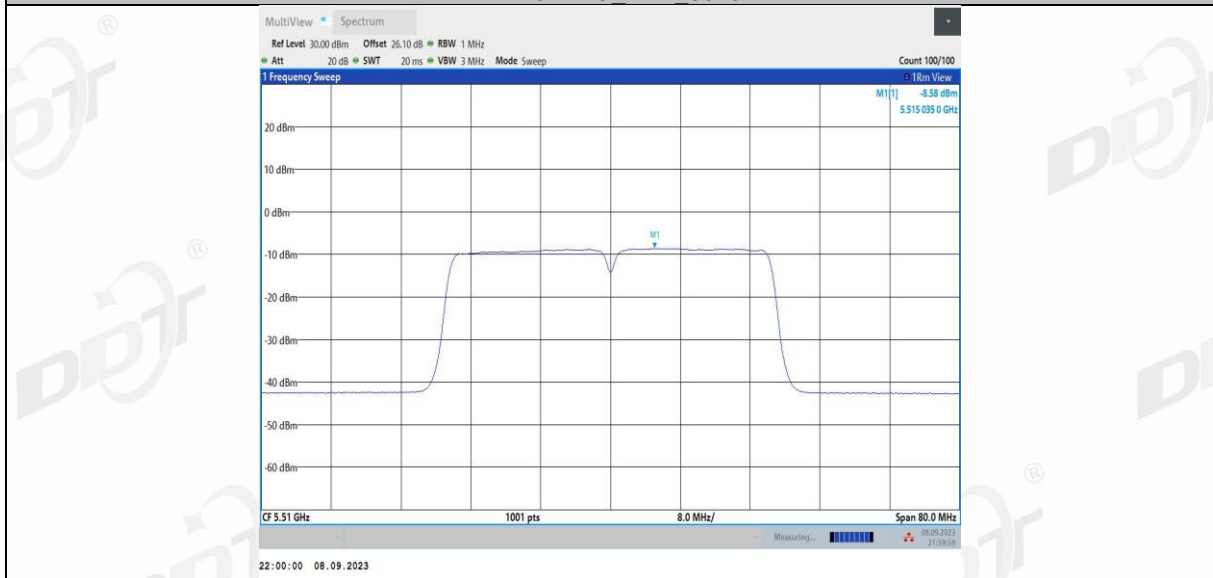 MultiView Spectrum
Ref Level 30.00 dBm Offset 26.10 dB RBW 1 MHz
Att 20 dB SWT 20 ms VBW 3 MHz Mode Sweep Count 100/100
1 Frequency Sweep 1Rm View
M1[1] -8.58 dBm
5.515 035 0 GHz
20 dBm
10 dBm
0 dBm
M1
-10 dBm
-20 dBm
-30 dBm
-40 dBm
-50 dBm
-60 dBm
CF 5.51 GHz 1001 pts 8.0 MHz/ Span 80.0 MHz
Measuring... 08.09.2023
21:59:58
22:00:00 08.09.2023